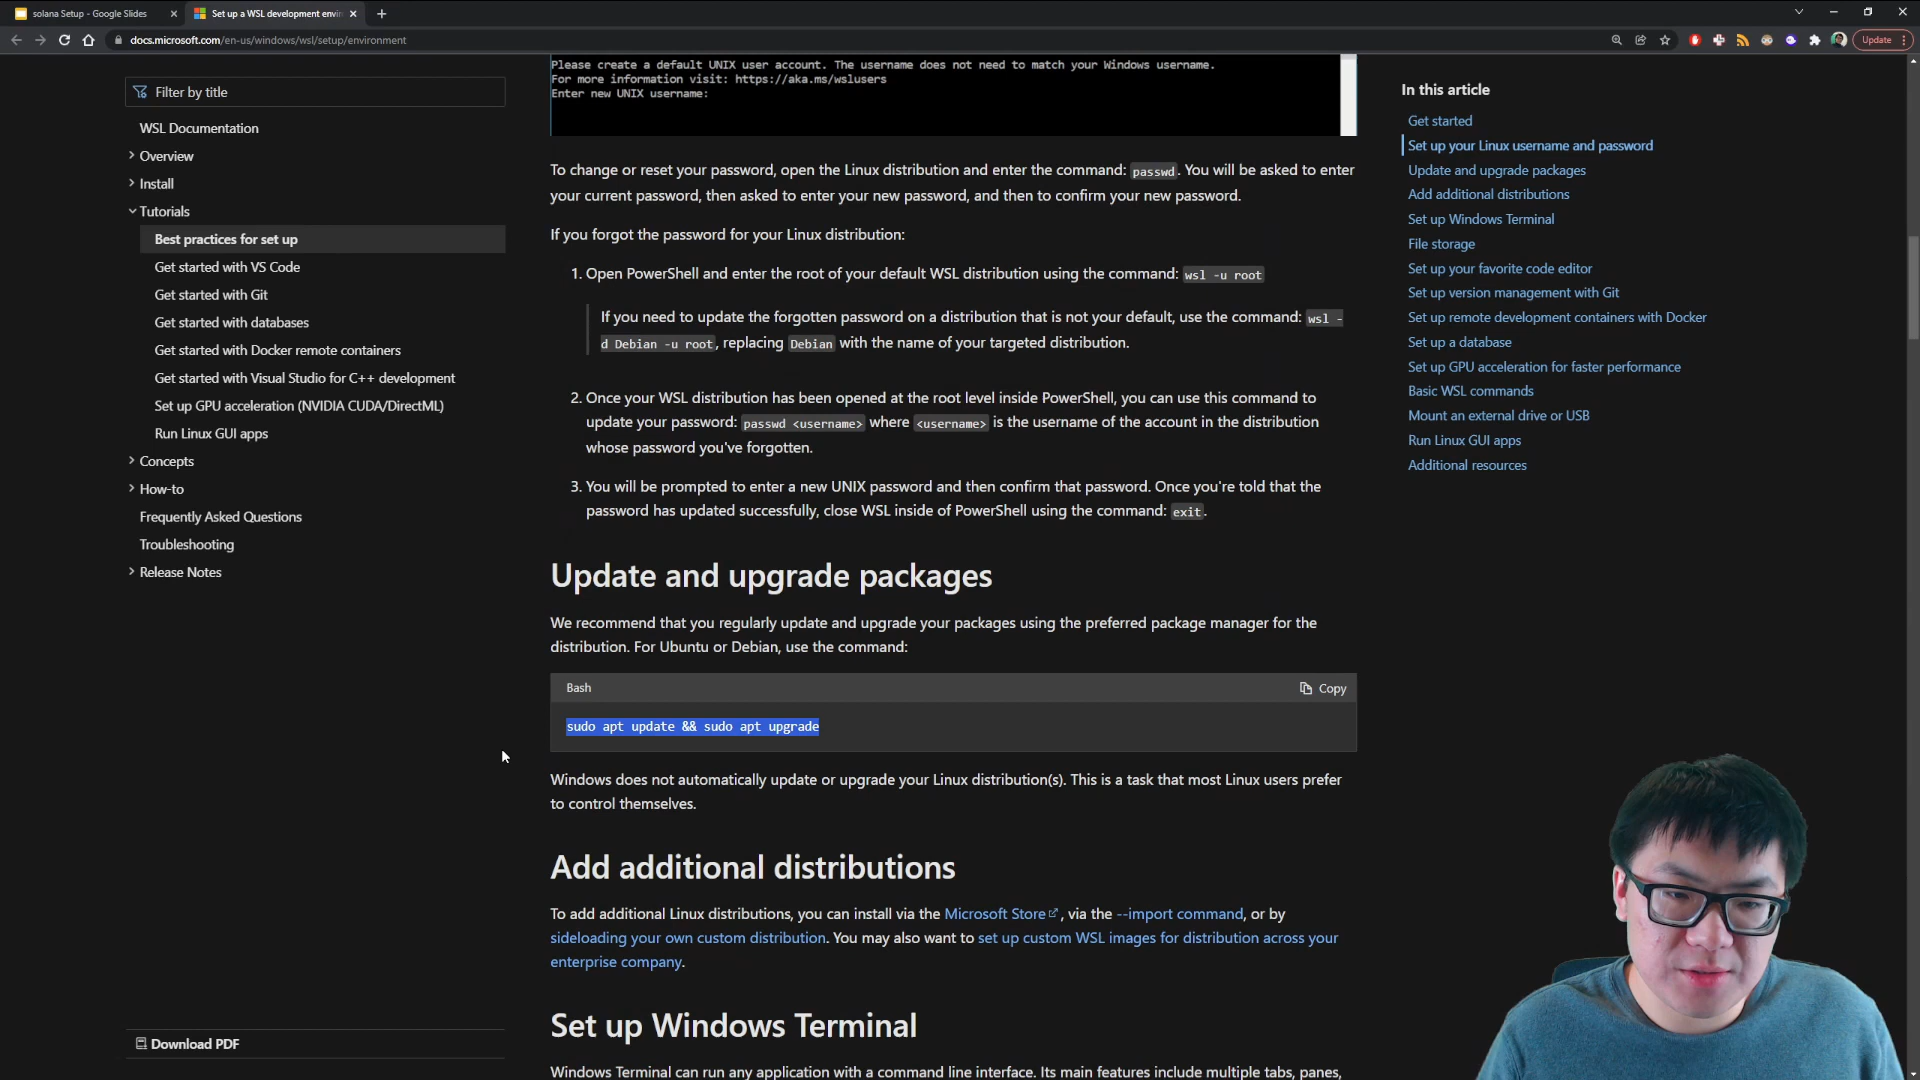 solana Setup - Google Slides
Set up a WSL development envi
docs.microsoft.com/en-us/windows/wsl/setup/environment
Update
Filter by title
WSL Documentation
Overview
Install
Tutorials
Best practices for set up
Get started with VS Code
Get started with Git
Get started with databases
Get started with Docker remote containers
Get started with Visual Studio for C++ development
Set up GPU acceleration (NVIDIA CUDA/DirectML)
Run Linux GUI apps
Concepts
How-to
Frequently Asked Questions
Troubleshooting
Release Notes
Download PDF
Please create a default UNIX user account. The username does not need to match your Windows username.
For more information visit: https://aka.ms/wslusers
Enter new UNIX username:
To change or reset your password, open the Linux distribution and enter the command: passwd. You will be asked to enter
your current password, then asked to enter your new password, and then to confirm your new password.
If you forgot the password for your Linux distribution:
1. Open PowerShell and enter the root of your default WSL distribution using the command: wsl -u root
If you need to update the forgotten password on a distribution that is not your default, use the command: wsl -
d Debian -u root, replacing Debian with the name of your targeted distribution.
2. Once your WSL distribution has been opened at the root level inside PowerShell, you can use this command to
update your password: passwd <username> where <username> is the username of the account in the distribution
whose password you've forgotten.
3. You will be prompted to enter a new UNIX password and then confirm that password. Once you're told that the
password has updated successfully, close WSL inside of PowerShell using the command: exit.
Update and upgrade packages
We recommend that you regularly update and upgrade your packages using the preferred package manager for the
distribution. For Ubuntu or Debian, use the command:
Bash
Copy
sudo apt update && sudo apt upgrade
Windows does not automatically update or upgrade your Linux distribution(s). This is a task that most Linux users prefer
to control themselves.
Add additional distributions
To add additional Linux distributions, you can install via the Microsoft Store, via the --import command, or by
sideloading your own custom distribution. You may also want to set up custom WSL images for distribution across your
enterprise company.
Set up Windows Terminal
Windows Terminal can run any application with a command line interface. Its main features include multiple tabs, panes,
In this article
Get started
Set up your Linux username and password
Update and upgrade packages
Add additional distributions
Set up Windows Terminal
File storage
Set up your favorite code editor
Set up version management with Git
Set up remote development containers with Docker
Set up a database
Set up GPU acceleration for faster performance
Basic WSL commands
Mount an external drive or USB
Run Linux GUI apps
Additional resources